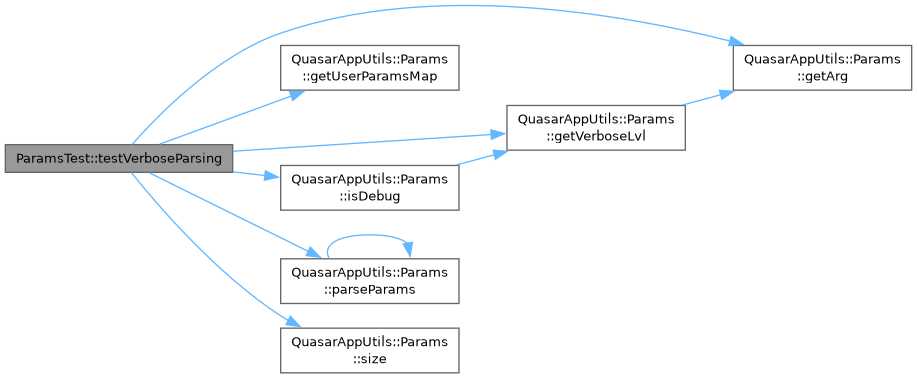 ParamsTest::testVerboseParsing
QuasarAppUtils::Params
::getUserParamsMap
QuasarAppUtils::Params
::isDebug
QuasarAppUtils::Params
::parseParams
QuasarAppUtils::Params
::size
QuasarAppUtils::Params
::getVerboseLvl
QuasarAppUtils::Params
::getArg